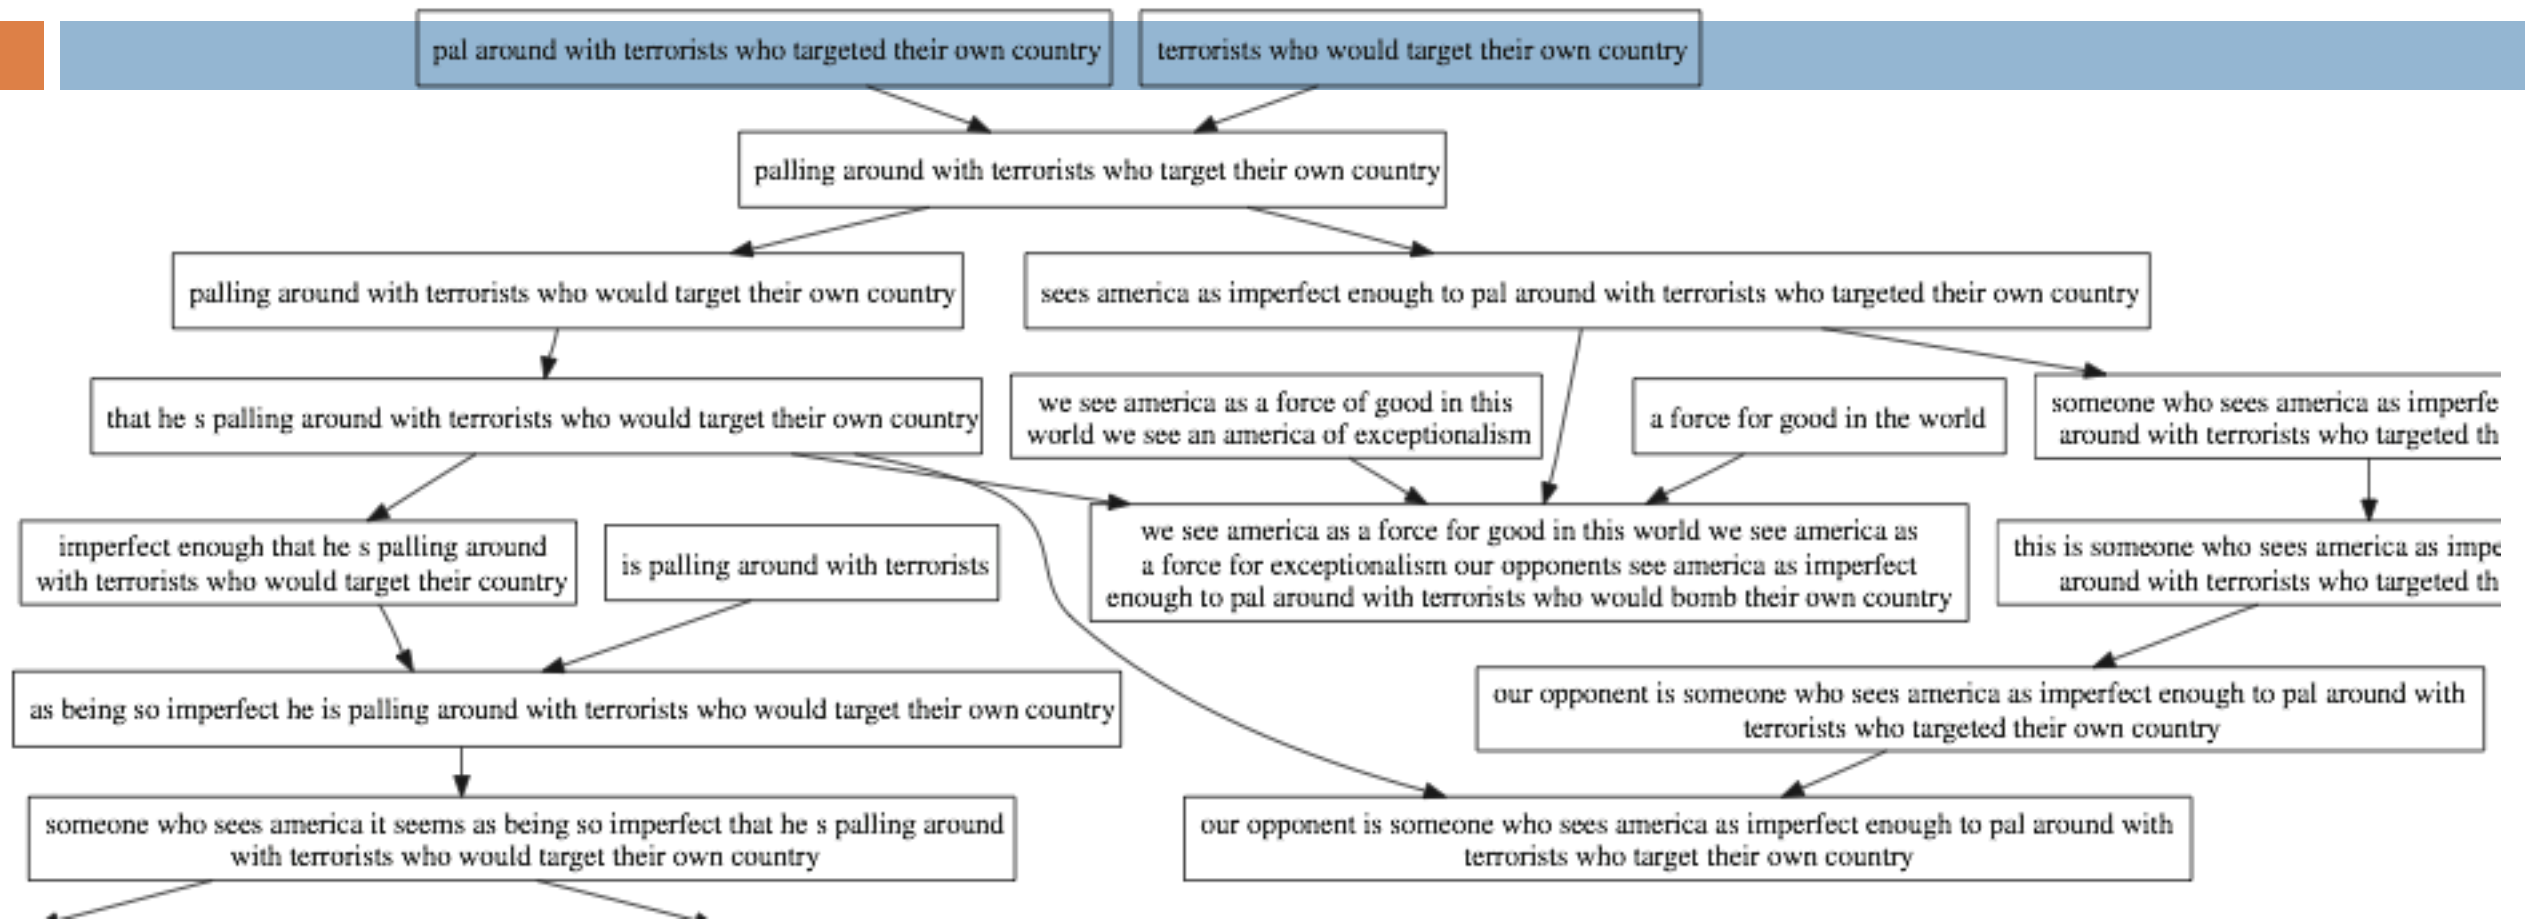 pal around with terrorists who targeted their own country
terrorists who would target their own country
palling around with terrorists who target their own country
palling around with terrorists who would target their own country
sees america as imperfect enough to pal around with terrorists who targeted their own country
that he s palling around with terrorists who would target their own country
we see america as a force of good in this
world we see an america of exceptionalism
a force for good in the world
someone who sees america as imperfe
around with terrorists who targeted th
imperfect enough that he s palling around
with terrorists who would target their country
is palling around with terrorists
we see america as a force for good in this world we see america as
a force for exceptionalism our opponents see america as imperfect
enough to pal around with terrorists who would bomb their own country
this is someone who sees america as impe
around with terrorists who targeted th
as being so imperfect he is palling around with terrorists who would target their own country
our opponent is someone who sees america as imperfect enough to pal around with
terrorists who targeted their own country
someone who sees america it seems as being so imperfect that he s palling around
with terrorists who would target their own country
our opponent is someone who sees america as imperfect enough to pal around with
terrorists who target their own country